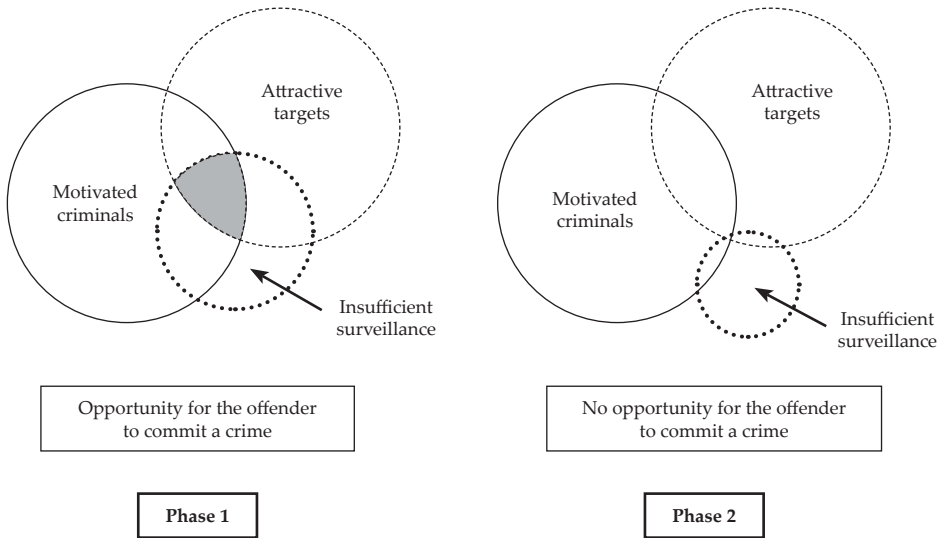 Attractive
targets
Motivated
criminals
Insufficient
surveillance
Opportunity for the offender
to commit a crime
Phase 1
Attractive
targets
Motivated
criminals
Insufficient
surveillance
No opportunity for the offender
to commit a crime
Phase 2